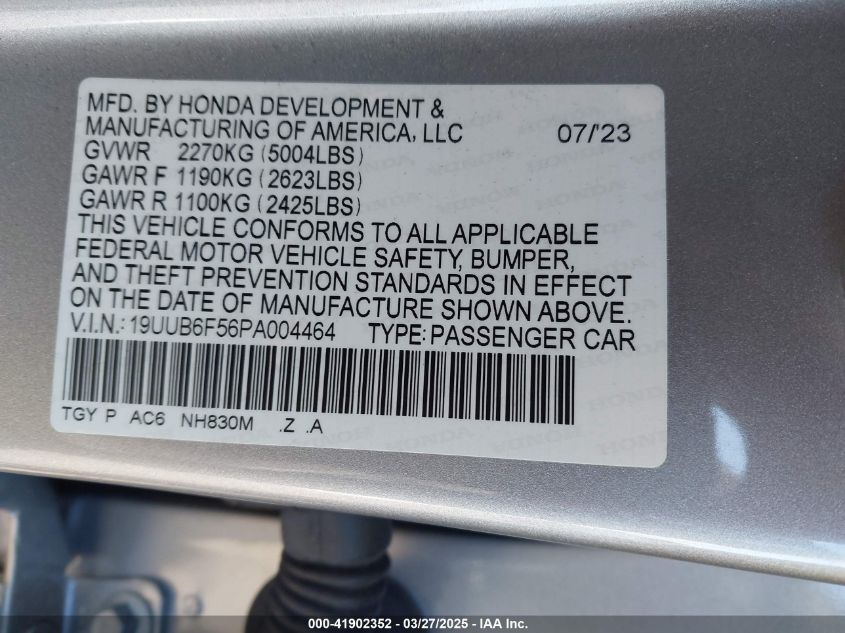 MFD. BY HONDA DEVELOPMENT &
MANUFACTURING OF AMERICA, LLC 07/'23
GVWR 2270KG (5004LBS)
GAWR F 1190KG (2623LBS)
GAWR R 1100KG (2425LBS)
THIS VEHICLE CONFORMS TO ALL APPLICABLE
FEDERAL MOTOR VEHICLE SAFETY, BUMPER,
AND THEFT PREVENTION STANDARDS IN EFFECT
ON THE DATE OF MANUFACTURE SHOWN ABOVE.
V.I.N.: 19UUB6F56PA004464 TYPE: PASSENGER CAR
TGY P AC6 NH830M .Z .A
000-41902352 - 03/27/2025 - IAA Inc.